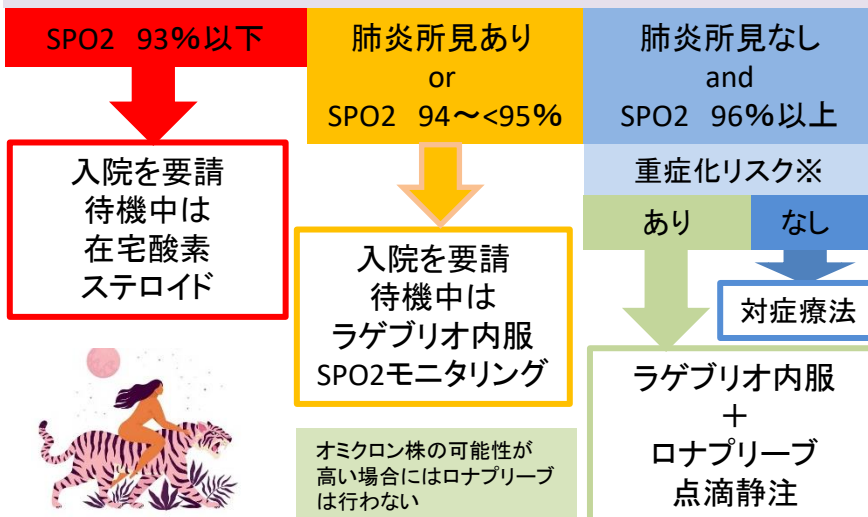 SPO2 93%以下
入院を要請
待機中は
在宅酸素
ステロイド
肺炎所見あり
or
SPO2 94～<95%
入院を要請
待機中は
ラゲブリオ内服
SPO2モニタリング
オミクロン株の可能性が
高い場合にはロナプリーブ
は行わない
肺炎所見なし
and
SPO2 96%以上
重症化リスク※
あり
なし
対症療法
ラゲブリオ内服
+
ロナプリーブ
点滴静注